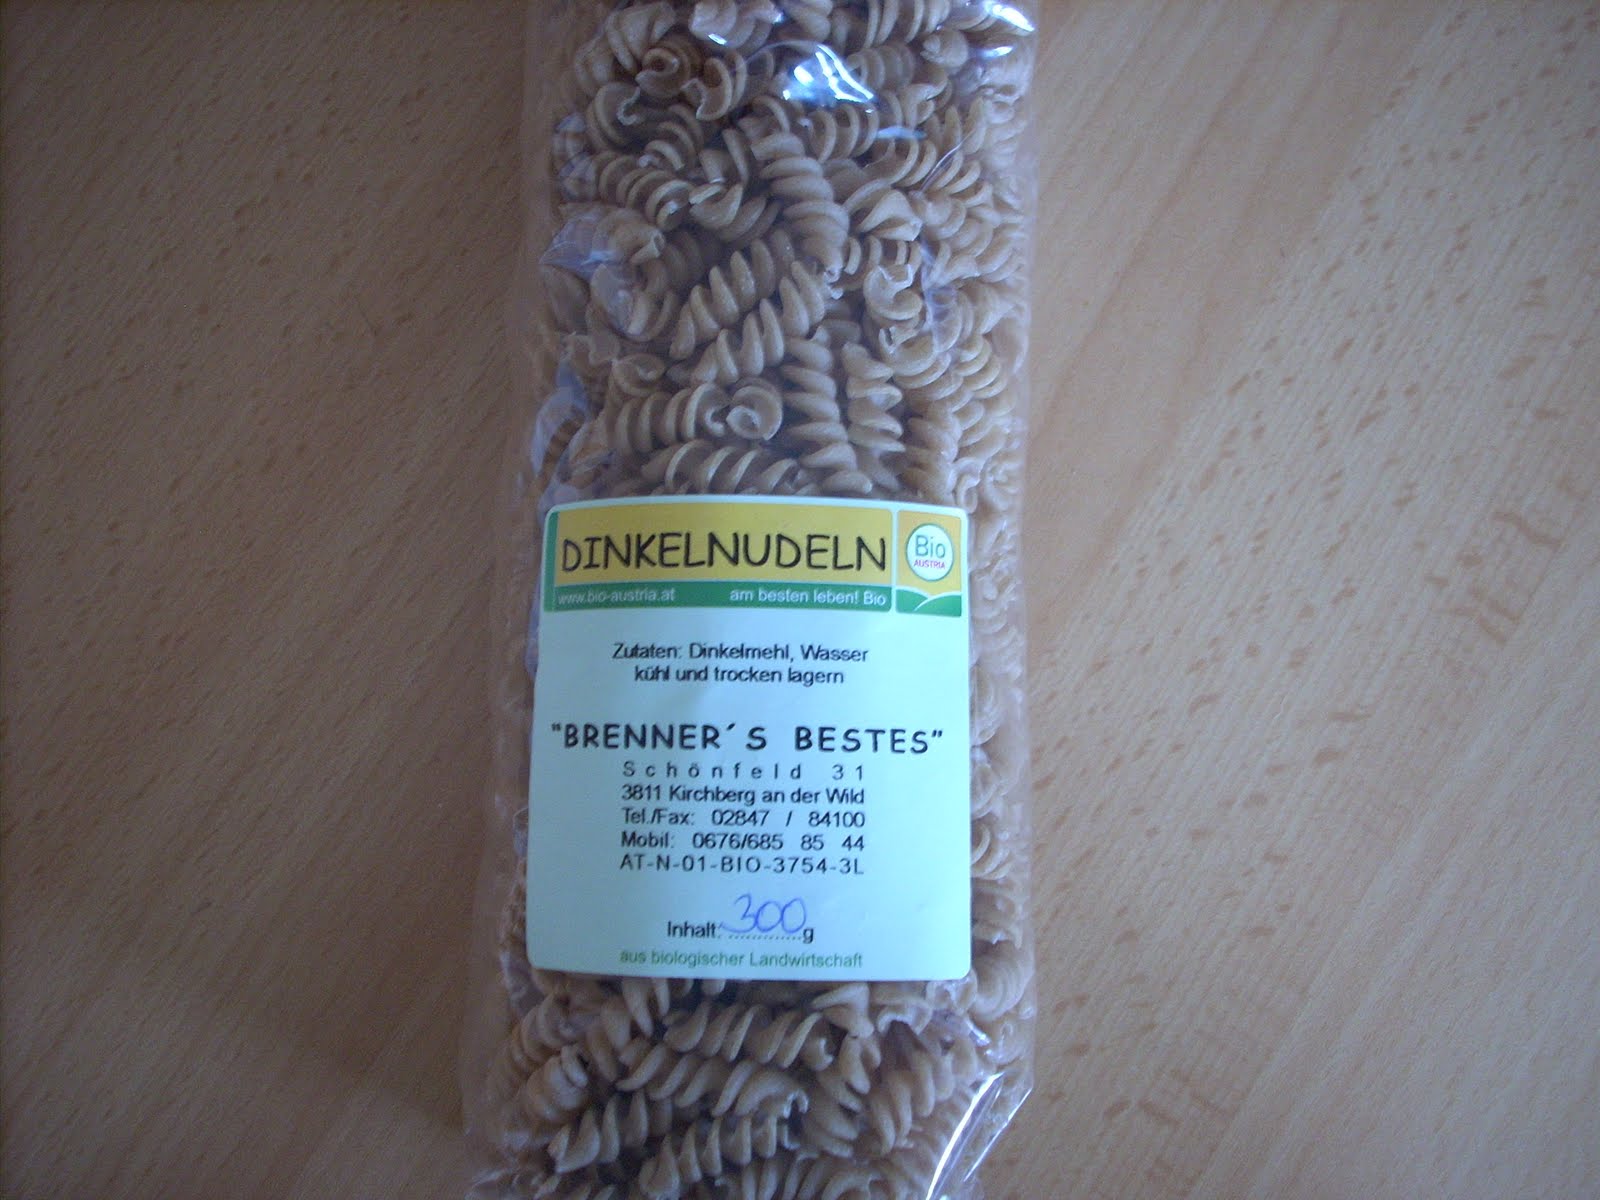 DINKELNUDELN
Bio
AUSTRIA
www.bio-austria.at am besten leben! Bio
Zutaten: Dinkelmehl, Wasser
kühl und trocken lagern
"BRENNER´S BESTES"
Schönfeld 31
3811 Kirchberg an der Wild
Tel./Fax: 02847 / 84100
Mobil: 0676/685 85 44
AT-N-01-BIO-3754-3L
Inhalt: 300 g
aus biologischer Landwirtschaft